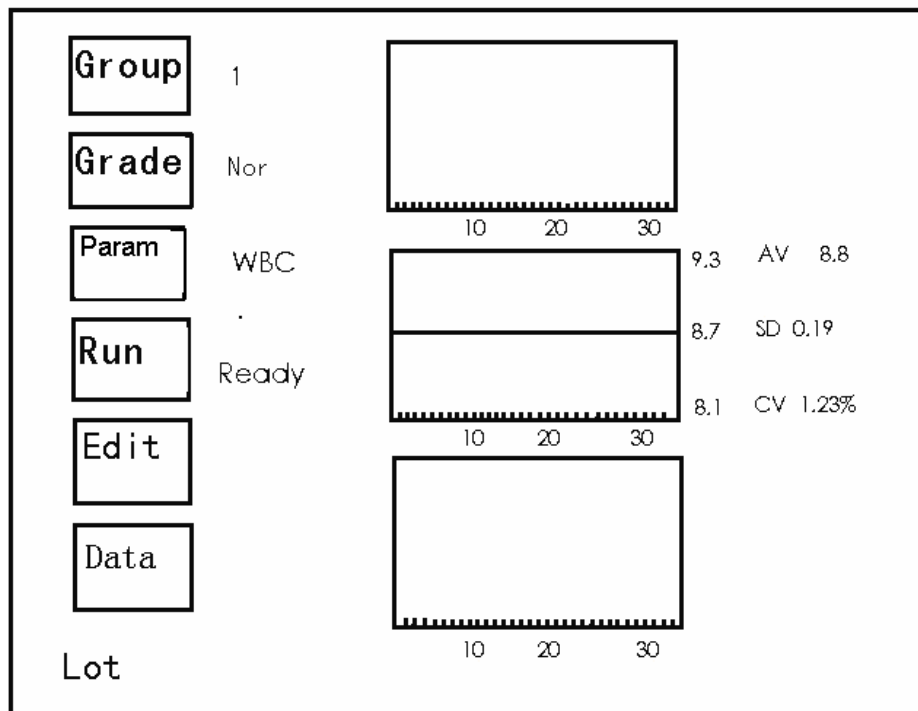 Group 1
Grade Nor
10 20 30
Param WBC
9.3 AV 8.8
8.7 SD 0.19
Run Ready
8.1 CV 1.23%
10 20 30
Edit
Data
10 20 30
Lot